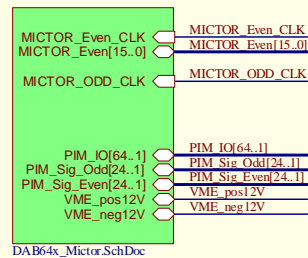 MICTOR_Even_CLK MICTOR_Even_CLK
MICTOR_Even[15..0] MICTOR_Even[15..0]
MICTOR_ODD_CLK MICTOR_ODD_CLK
PIM_IO[64..1] PIM_IO[64..1]
PIM_Sig_Odd[24..1] PIM_Sig_Odd[24..1]
PIM_Sig_Even[24..1] PIM_Sig_Even[24..1]
VME_pos12V VME_pos12V
VME_neg12V VME_neg12V
DAB64x_Mictor.SchDoc